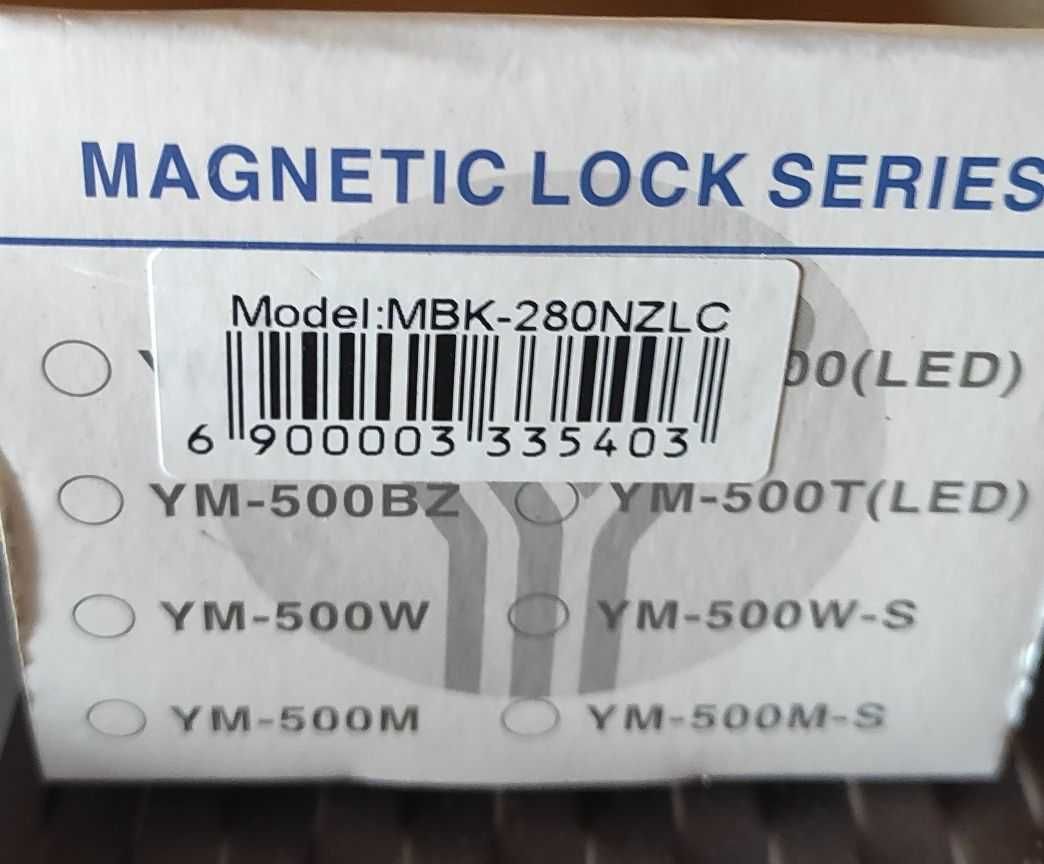 MAGNETIC LOCK SERIES
Model:MBK-280NZLC
6 900003 335403
00(LED)
YM-500BZ YM-500T(LED)
YM-500W YM-500W-S
YM-500M YM-500M-S